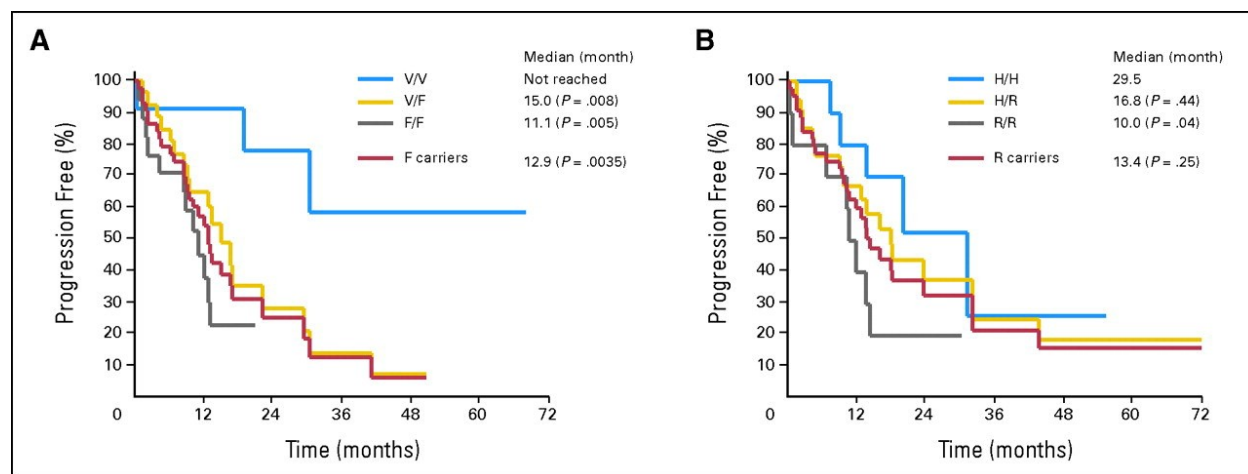 A
Median (month)
V/V Not reached
V/F 15.0 (P = .008)
F/F 11.1 (P = .005)
F carriers 12.9 (P = .0035)
Progression Free (%)
100
90
80
70
60
50
40
30
20
10
0 12 24 36 48 60 72
Time (months)
B
Median (month)
H/H 29.5
H/R 16.8 (P = .44)
R/R 10.0 (P = .04)
R carriers 13.4 (P = .25)
Progression Free (%)
100
90
80
70
60
50
40
30
20
10
0 12 24 36 48 60 72
Time (months)